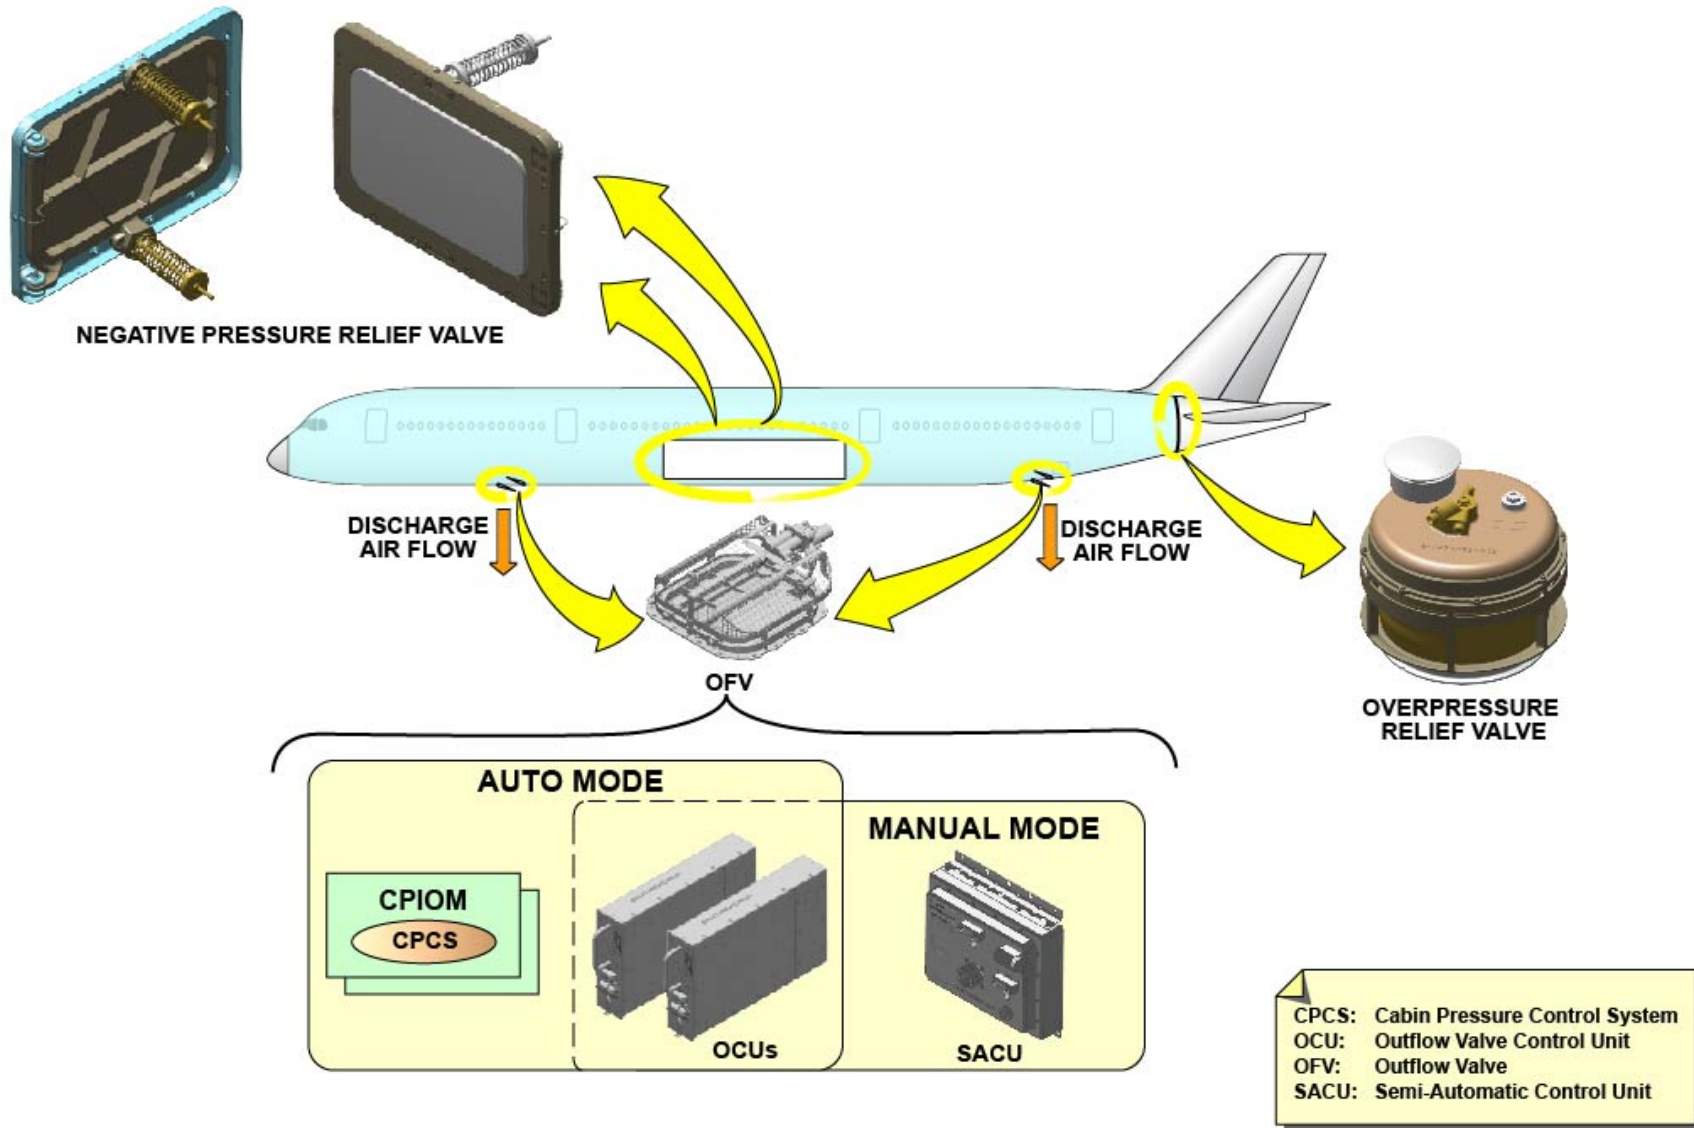 NEGATIVE PRESSURE RELIEF VALVE
DISCHARGE
AIR FLOW
DISCHARGE
AIR FLOW
OFV
OVERPRESSURE
RELIEF VALVE
AUTO MODE
MANUAL MODE
CPIOM
CPCS
OCUs
SACU
CPCS: Cabin Pressure Control System
OCU: Outflow Valve Control Unit
OFV: Outflow Valve
SACU: Semi-Automatic Control Unit